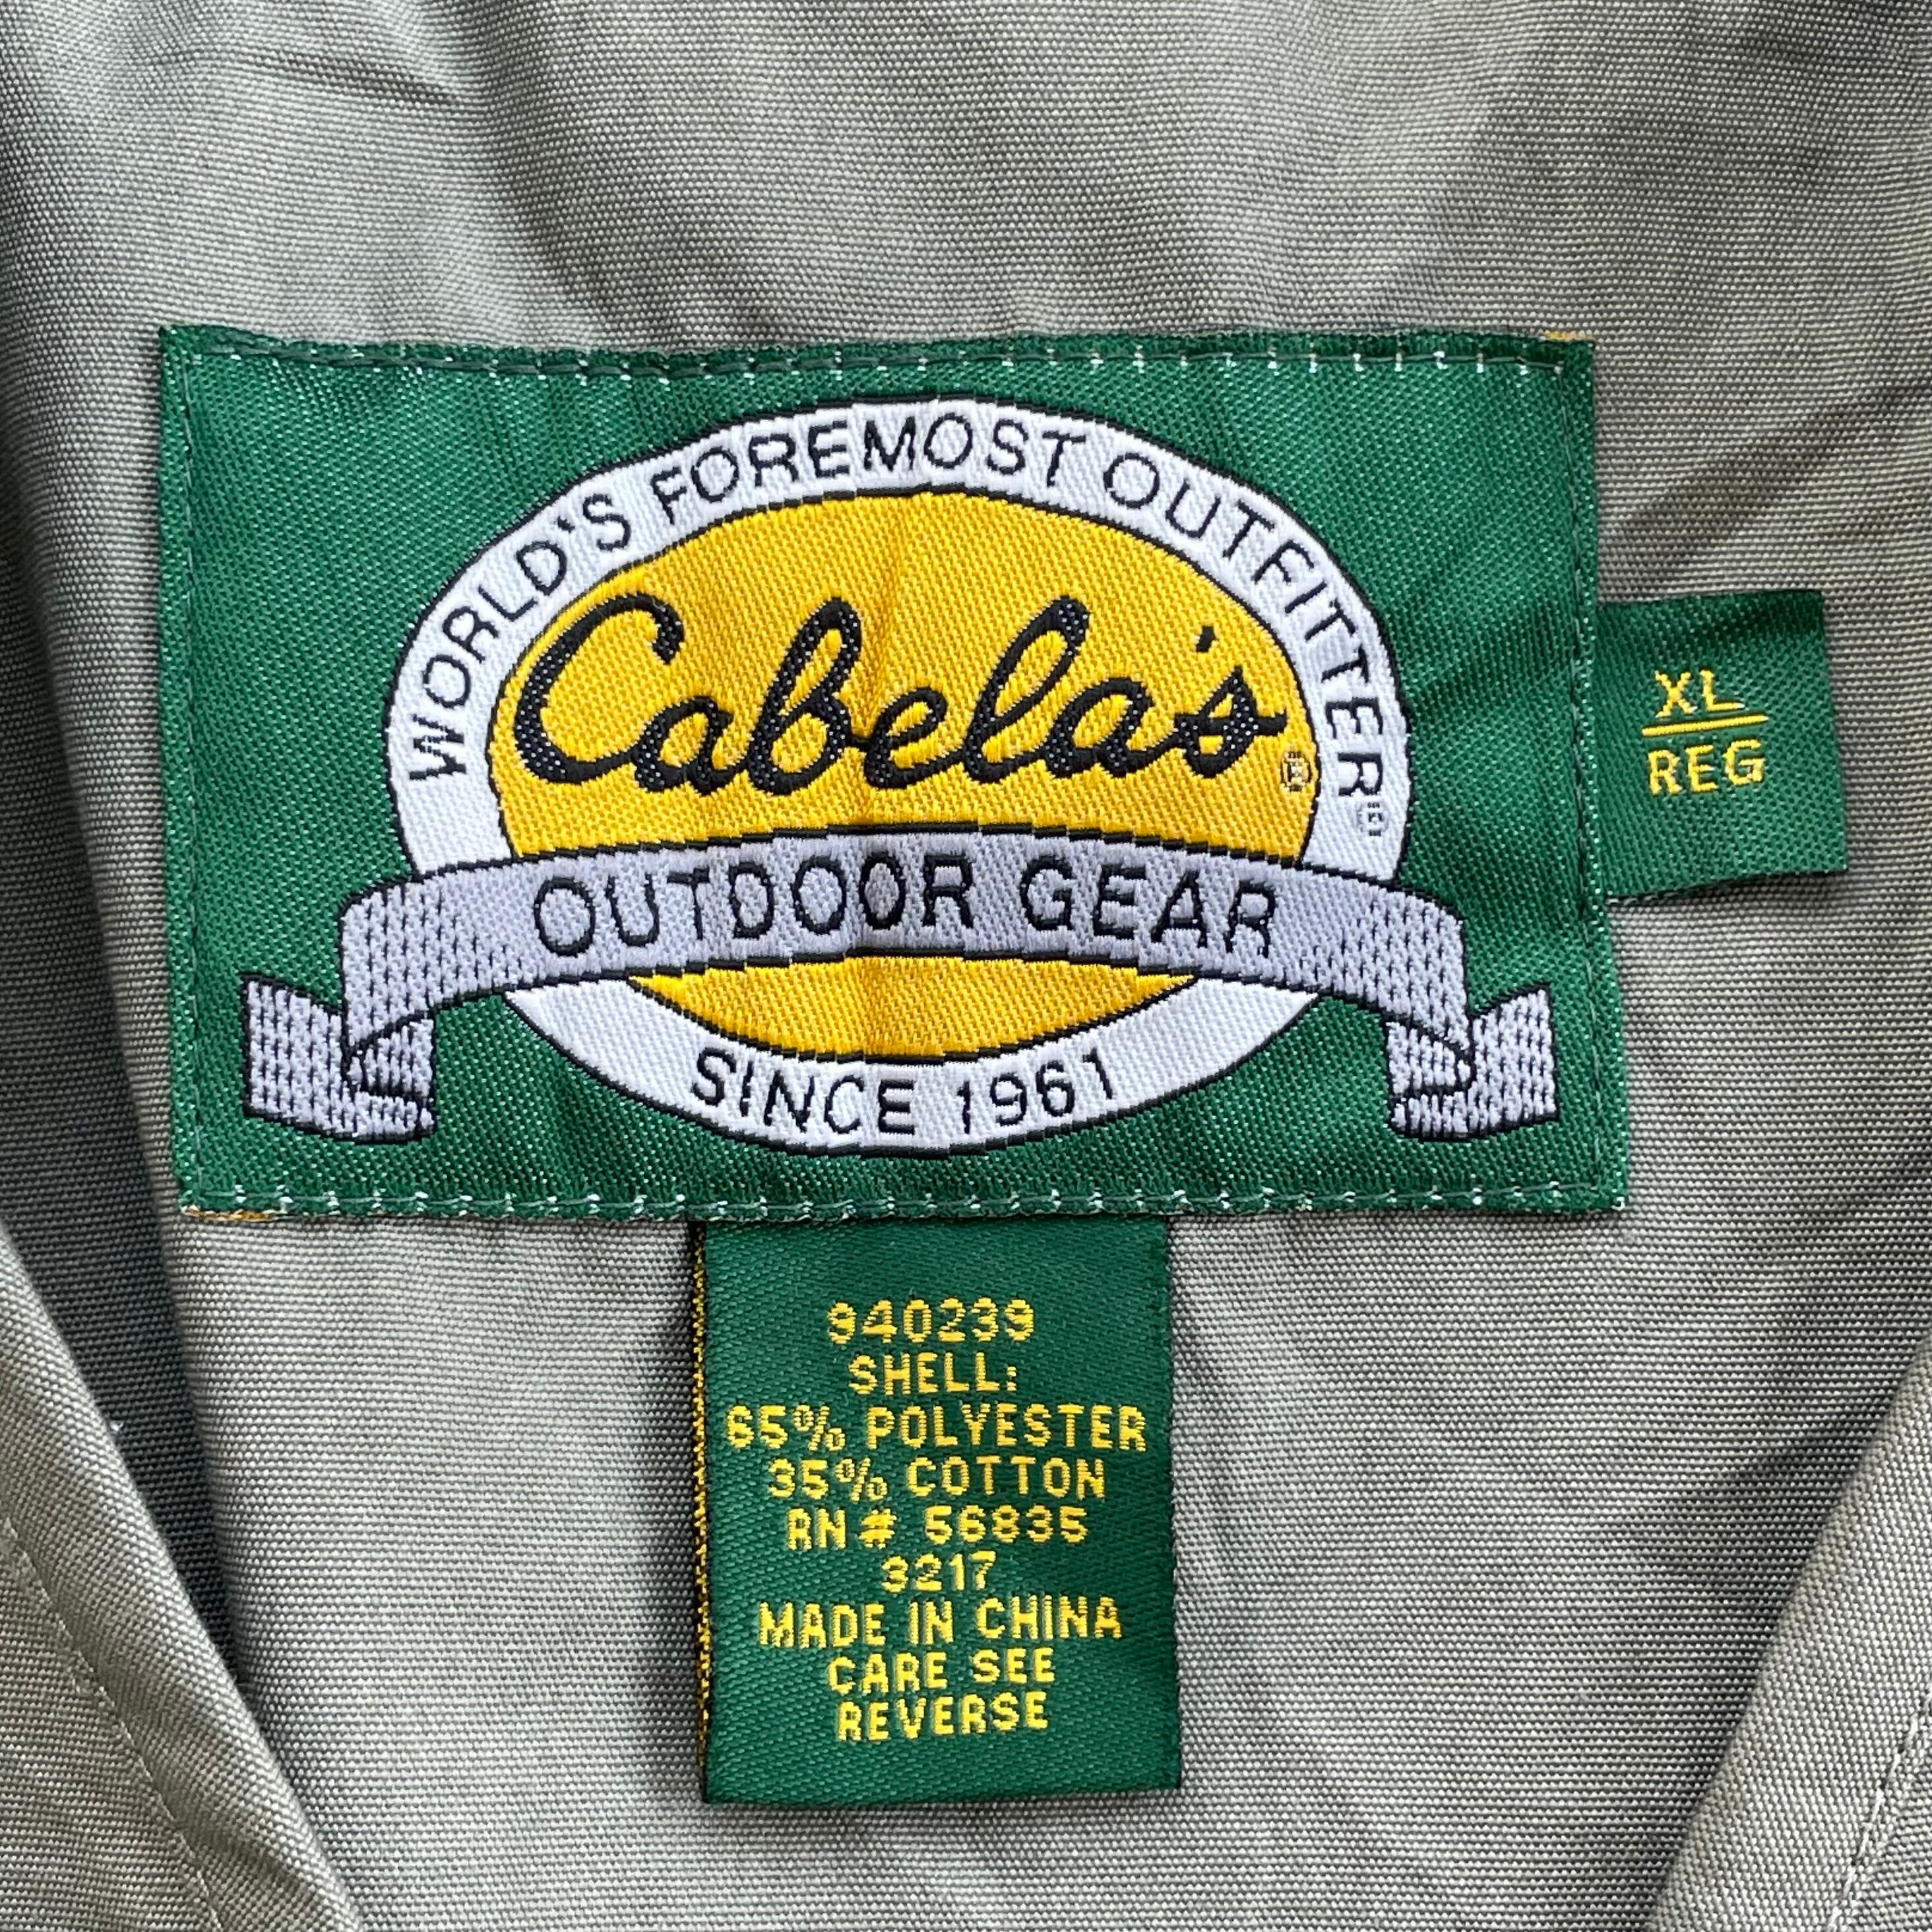 WORLD'S FOREMOST OUTFITTER
Cabela's®
OUTDOOR GEAR
SINCE 1961
XL
REG
940239
SHELL:
65% POLYESTER
35% COTTON
RN# 56835
3217
MADE IN CHINA
CARE SEE
REVERSE